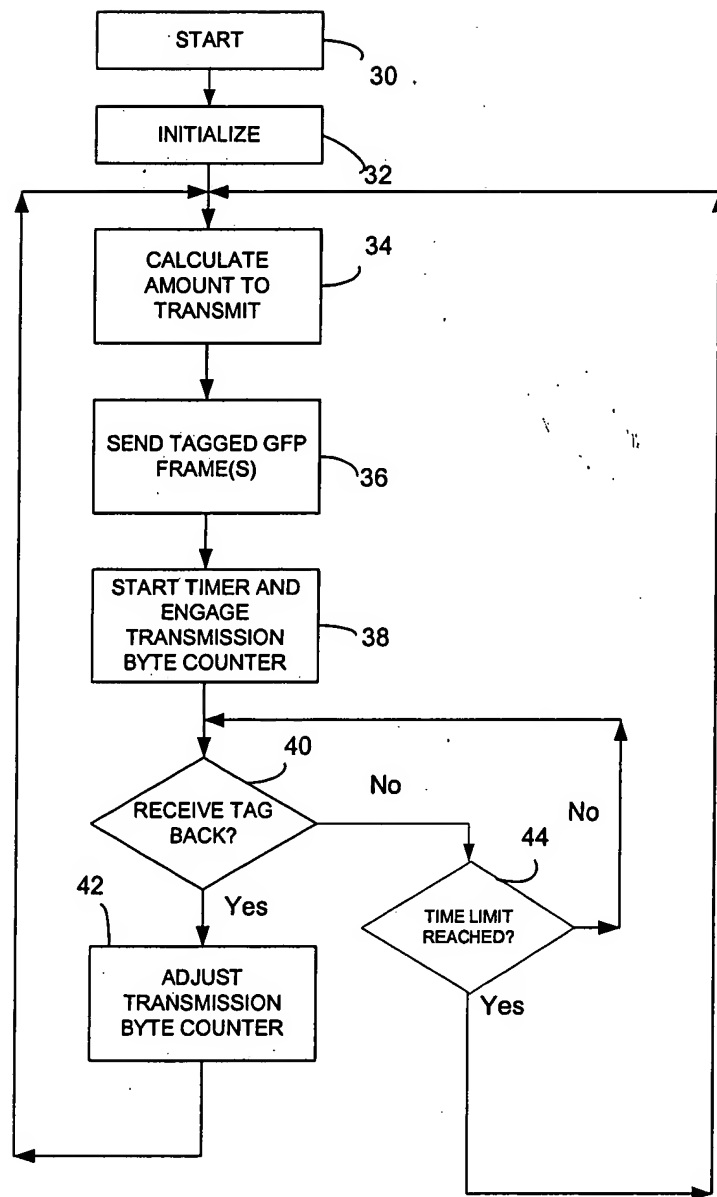 START
30
INITIALIZE
32
CALCULATE
AMOUNT TO
TRANSMIT
34
SEND TAGGED GFP
FRAME(S)
36
START TIMER AND
ENGAGE
TRANSMISSION
BYTE COUNTER
38
40
RECEIVE TAG
BACK?
No
No
44
TIME LIMIT
REACHED?
42
Yes
Yes
ADJUST
TRANSMISSION
BYTE COUNTER